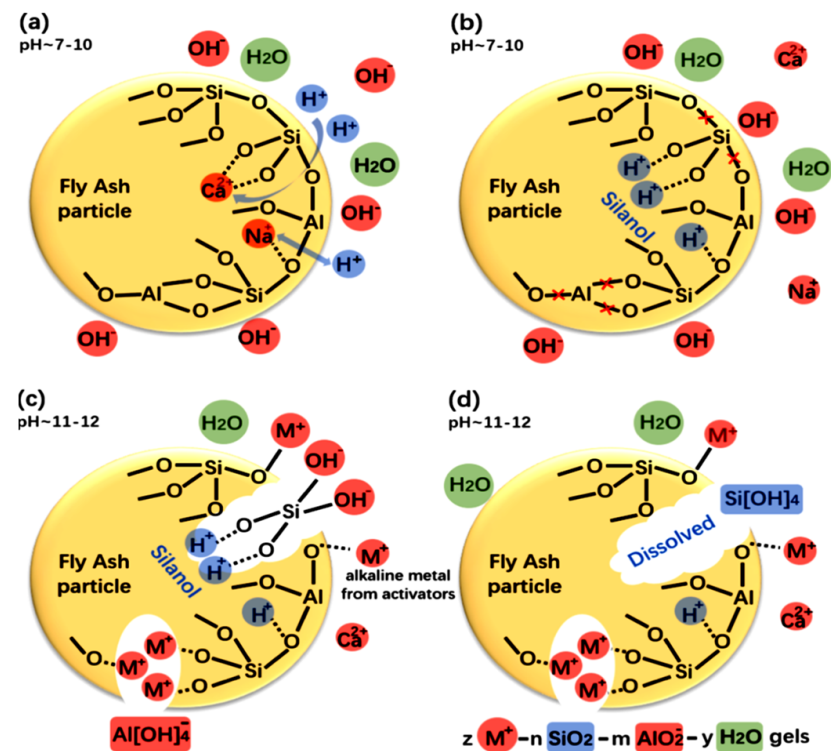 (a)
pH~7-10
OH⁻
H2O
OH⁻
H⁺
H⁺
Si
O
O
O
O
Si
O
O
O
H2O
Ca²⁺
Fly Ash
particle
OH⁻
O
Al
Na⁺
H⁺
O
O
O
O
Al
O
Si
OH⁻
OH⁻
(b)
pH~7-10
OH⁻
H2O
Ca²⁺
OH⁻
Si
O
O
O
O
Si
O
O
O
H⁺
H⁺
H2O
Fly Ash
particle
Silanol
O
Al
OH⁻
H⁺
O
O
O
O
Al
O
Si
Na⁺
OH⁻
OH⁻
(c)
pH~11-12
H2O
M⁺
OH⁻
OH⁻
Si
O
O
O
O
Si
O
O
H⁺
H⁺
Silanol
O
M⁺
Fly Ash
particle
alkaline metal
from activators
O
Al
H⁺
Ca²⁺
O
O
O
O
O
Si
M⁺
M⁺
M⁺
Al[OH]₄⁻
(d)
pH~11-12
H2O
M⁺
H2O
Si
O
O
O
O
Si[OH]4
Dissolved
O
M⁺
Fly Ash
particle
O
Al
H⁺
Ca²⁺
O
O
O
O
O
Si
M⁺
M⁺
M⁺
z M⁺–n SiO2–m AlO₂⁻–y H2O gels